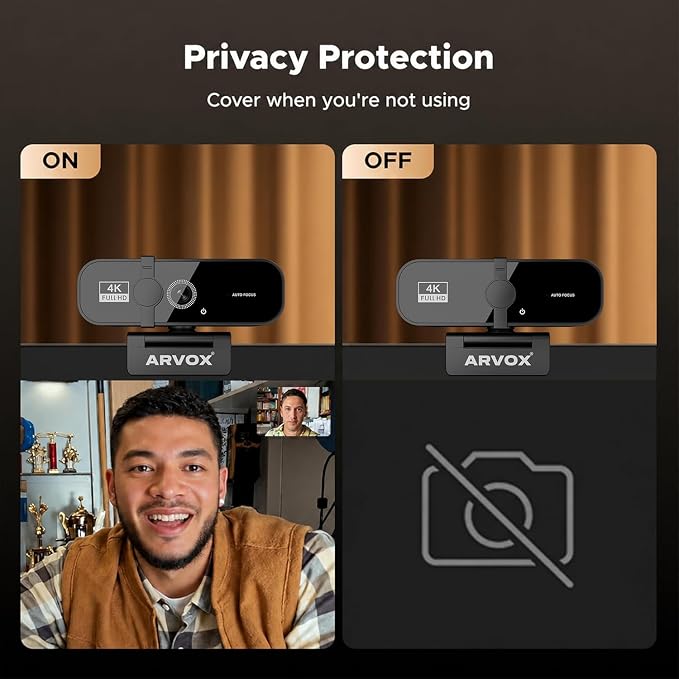 Privacy Protection
Cover when you're not using
ON
OFF
4K
FULL HD
AUTO FOCUS
ARVOX®
4K
FULL HD
AUTO FOCUS
ARVOX®